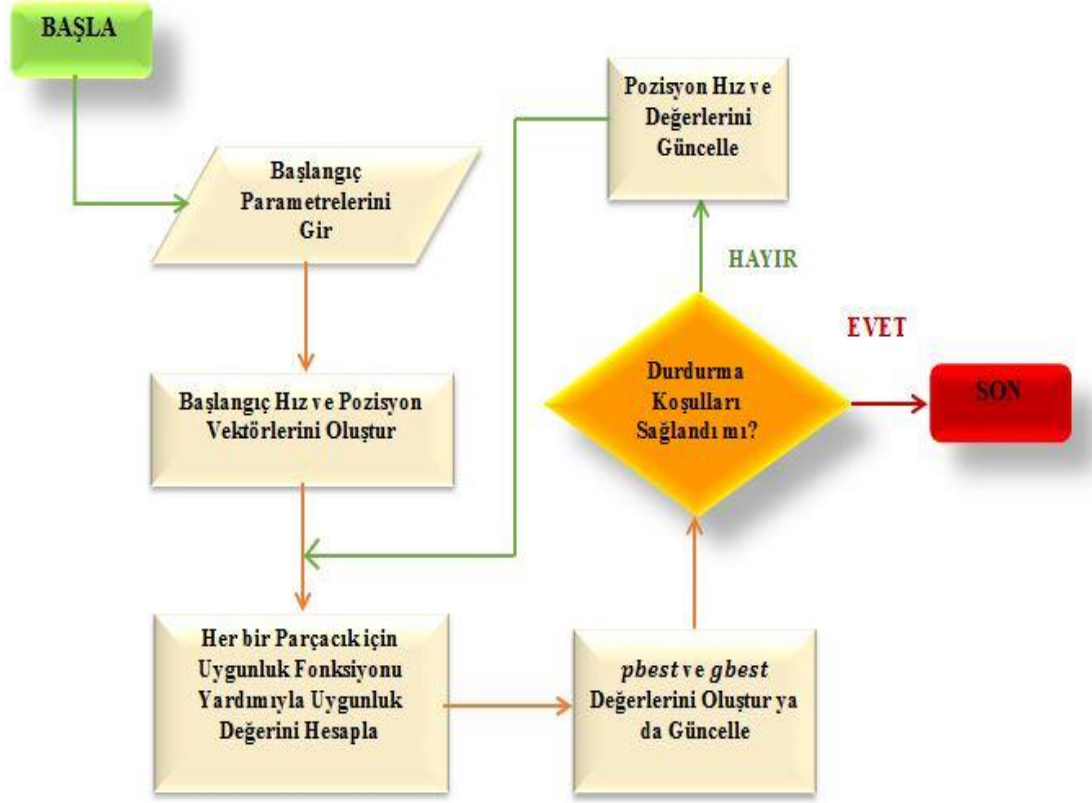 BAŞLA
Başlangıç
Parametrelerini
Gir
Başlangıç Hız ve Pozisyon
Vektörlerini Oluştur
Her bir Parçacık için
Uygunluk Fonksiyonu
Yardımıyla Uygunluk
Değerini Hesapla
pbest ve gbest
Değerlerini Oluştur ya
da Güncelle
Durdurma
Koşulları
Sağlandı mı?
HAYIR
Pozisyon Hız ve
Değerlerini
Güncelle
EVET
SON